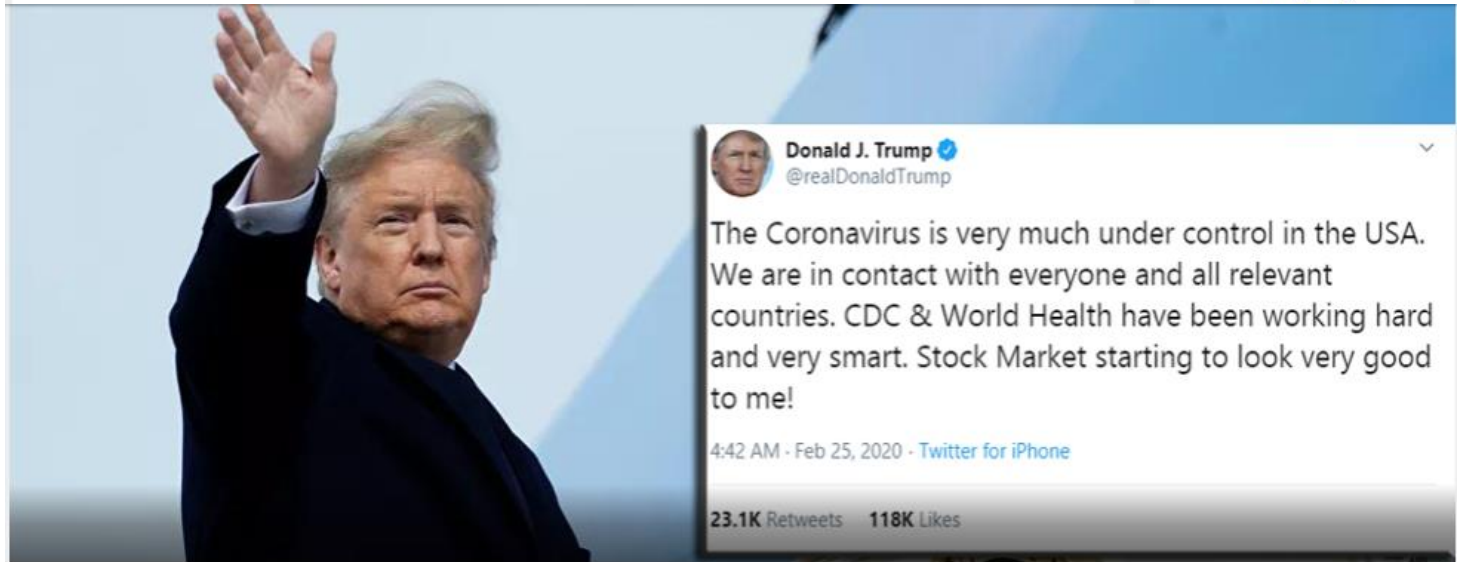 Donald J. Trump
@realDonaldTrump
The Coronavirus is very much under control in the USA.
We are in contact with everyone and all relevant
countries. CDC & World Health have been working hard
and very smart. Stock Market starting to look very good
to me!
4:42 AM - Feb 25, 2020 - Twitter for iPhone
23.1K Retweets 118K Likes